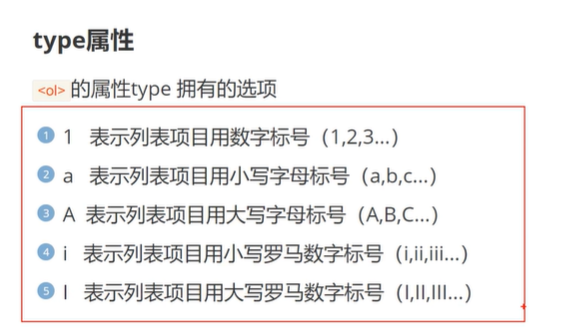 type属性
<ol>的属性type 拥有的选项
1 1 表示列表项目用数字标号（1,2,3...）
2 a 表示列表项目用小写字母标号（a,b,c...）
3 A 表示列表项目用大写字母标号（A,B,C...）
4 i 表示列表项目用小写罗马数字标号（i,ii,iii...）
5 I 表示列表项目用大写罗马数字标号（I,II,III...）